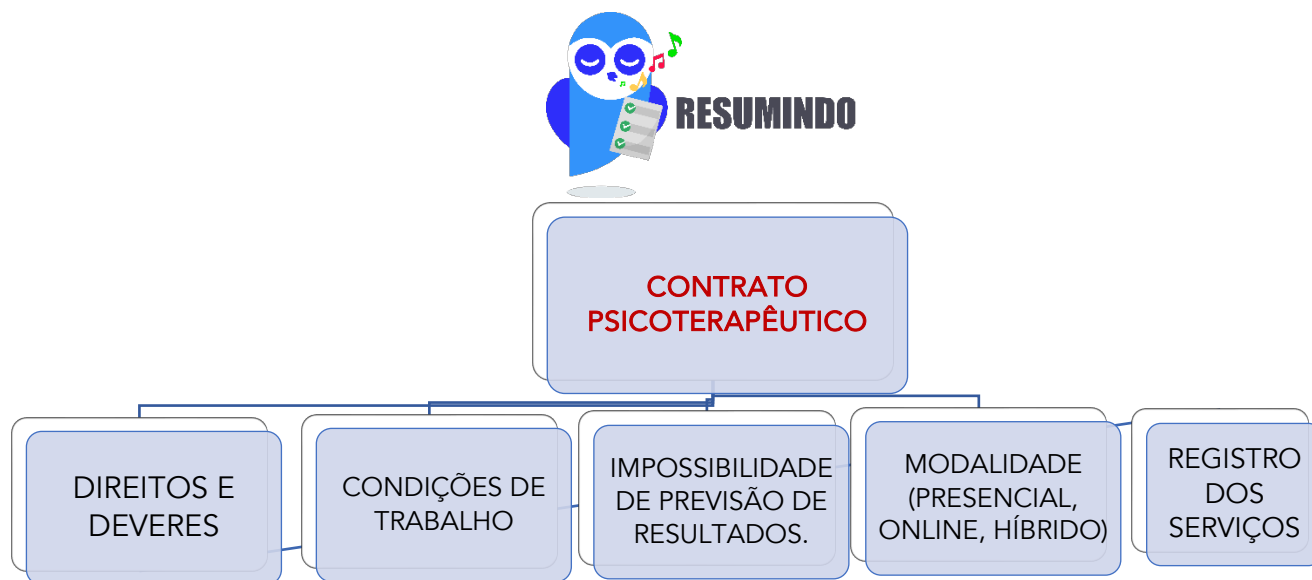 RESUMINDO
CONTRATO
PSICOTERAPÊUTICO
DIREITOS E
DEVERES
CONDIÇÕES DE
TRABALHO
IMPOSSIBILIDADE
DE PREVISÃO DE
RESULTADOS.
MODALIDADE
(PRESENCIAL,
ONLINE, HÍBRIDO)
REGISTRO
DOS
SERVIÇOS